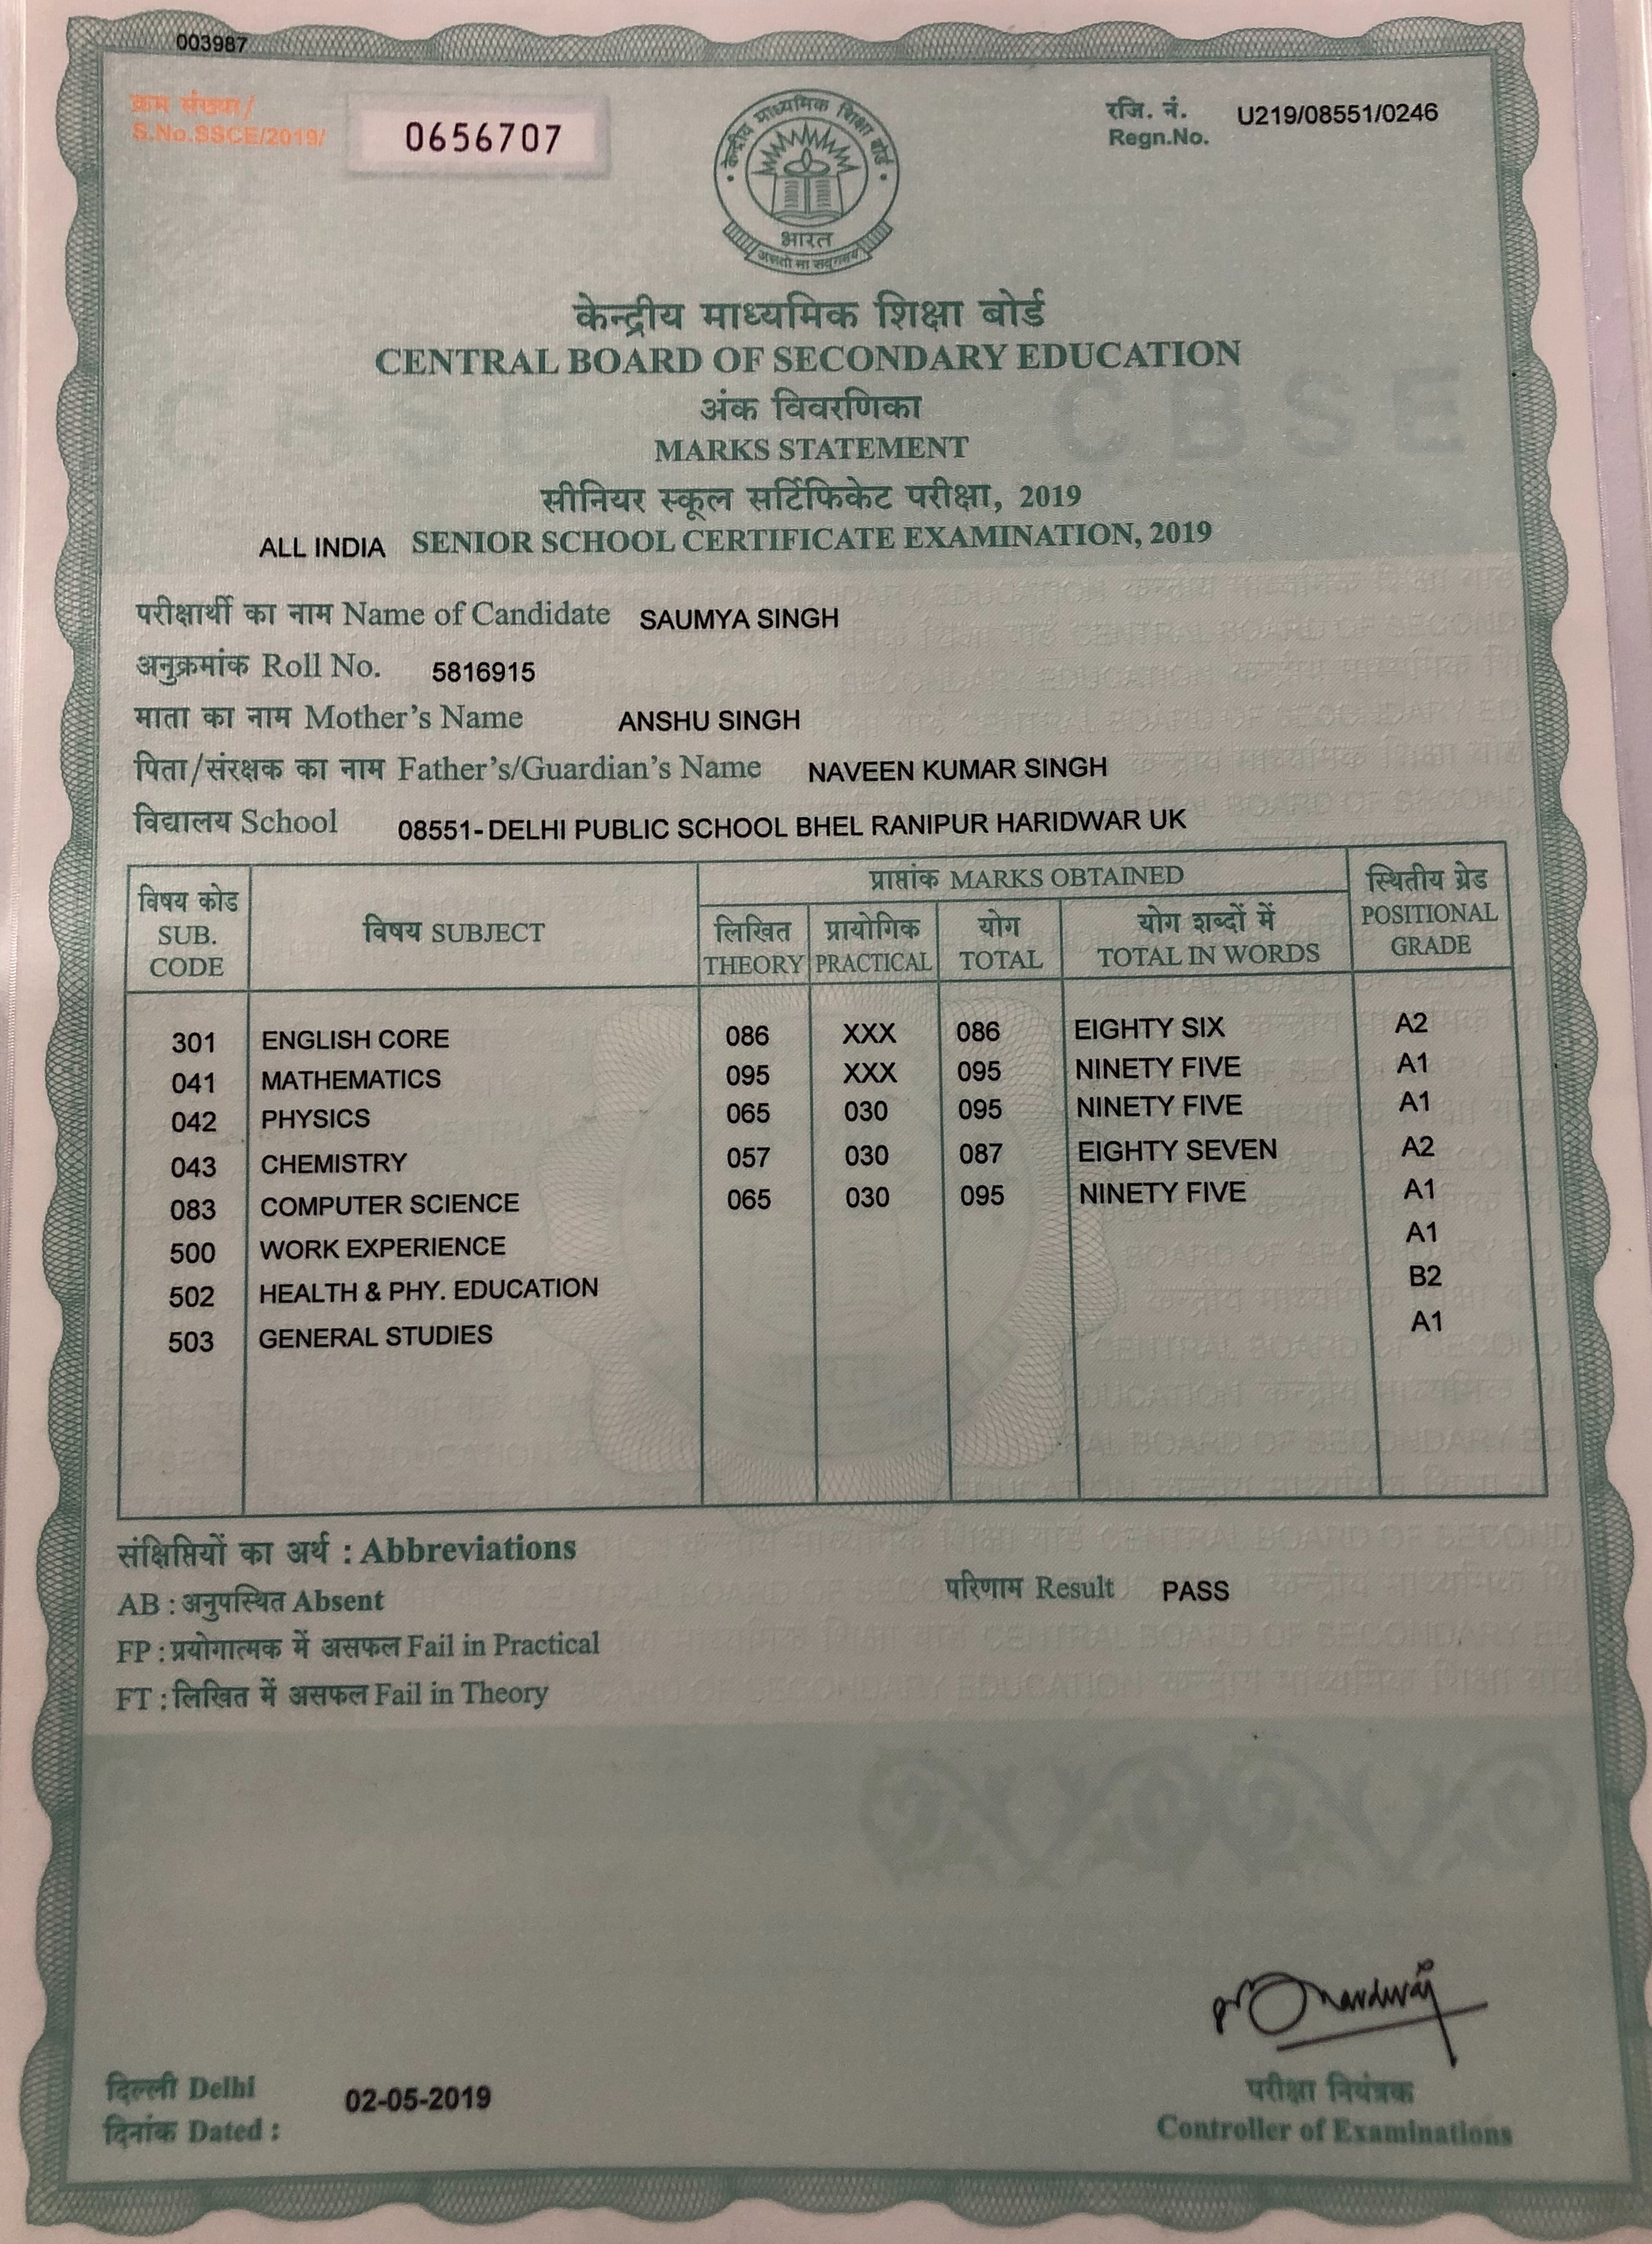 003987
क्रम संख्या/
S.No.SSCE/2019/
0656707
रजि. नं.
Regn.No.
U219/08551/0246
केन्द्रीय माध्यमिक शिक्षा बोर्ड
भारत
असतो मा सद्गमय
केन्द्रीय माध्यमिक शिक्षा बोर्ड
CENTRAL BOARD OF SECONDARY EDUCATION
अंक विवरणिका
MARKS STATEMENT
CBSE
सीनियर स्कूल सर्टिफिकेट परीक्षा, 2019
ALL INDIA SENIOR SCHOOL CERTIFICATE EXAMINATION, 2019
परीक्षार्थी का नाम Name of Candidate SAUMYA SINGH
अनुक्रमांक Roll No. 5816915
माता का नाम Mother's Name ANSHU SINGH
पिता/संरक्षक का नाम Father's/Guardian's Name NAVEEN KUMAR SINGH
विद्यालय School 08551-DELHI PUBLIC SCHOOL BHEL RANIPUR HARIDWAR UK
विषय कोड SUB. CODE
विषय SUBJECT
प्राप्तांक MARKS OBTAINED
लिखित THEORY
प्रायोगिक PRACTICAL
योग TOTAL
योग शब्दों में TOTAL IN WORDS
स्थितीय ग्रेड POSITIONAL GRADE
301 ENGLISH CORE 086 XXX 086 EIGHTY SIX A2
041 MATHEMATICS 095 XXX 095 NINETY FIVE A1
042 PHYSICS 065 030 095 NINETY FIVE A1
043 CHEMISTRY 057 030 087 EIGHTY SEVEN A2
083 COMPUTER SCIENCE 065 030 095 NINETY FIVE A1
500 WORK EXPERIENCE A1
502 HEALTH & PHY. EDUCATION B2
503 GENERAL STUDIES A1
संक्षिप्तियों का अर्थ : Abbreviations
AB : अनुपस्थित Absent
परिणाम Result PASS
FP : प्रयोगात्मक में असफल Fail in Practical
FT : लिखित में असफल Fail in Theory
दिल्ली Delhi
दिनांक Dated :
02-05-2019
परीक्षा नियंत्रक
Controller of Examinations